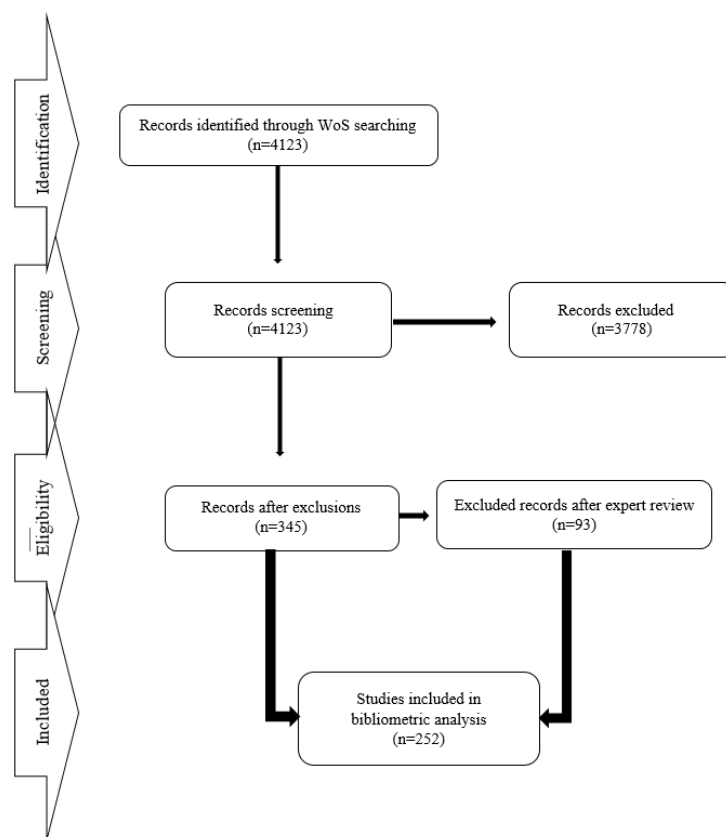 Identification
Records identified through WoS searching
(n=4123)
Screening
Records screening
(n=4123)
Records excluded
(n=3778)
Eligibility
Records after exclusions
(n=345)
Excluded records after expert review
(n=93)
Included
Studies included in
bibliometric analysis
(n=252)